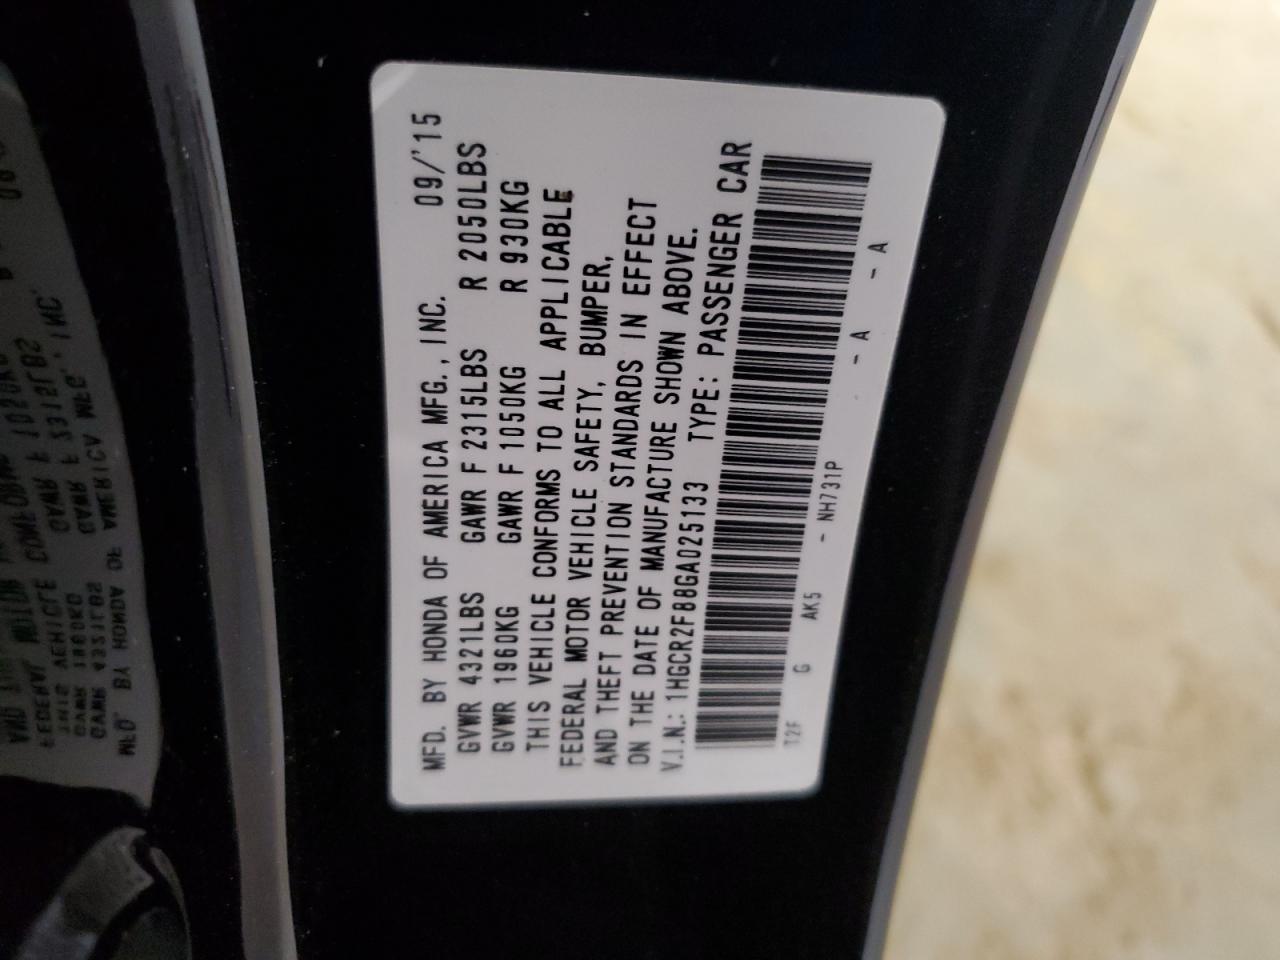 MFD. BY HONDA OF AMERICA MFG., INC. 09/'15
GVWR 4321LBS GAWR F 2315LBS R 2050LBS
GVWR 1960KG GAWR F 1050KG R 930KG
THIS VEHICLE CONFORMS TO ALL APPLICABLE
FEDERAL MOTOR VEHICLE SAFETY, BUMPER,
AND THEFT PREVENTION STANDARDS IN EFFECT
ON THE DATE OF MANUFACTURE SHOWN ABOVE.
V.I.N.: 1HGCR2F88GA025133 TYPE: PASSENGER CAR
T2F G AK5 - NH731P - A - A